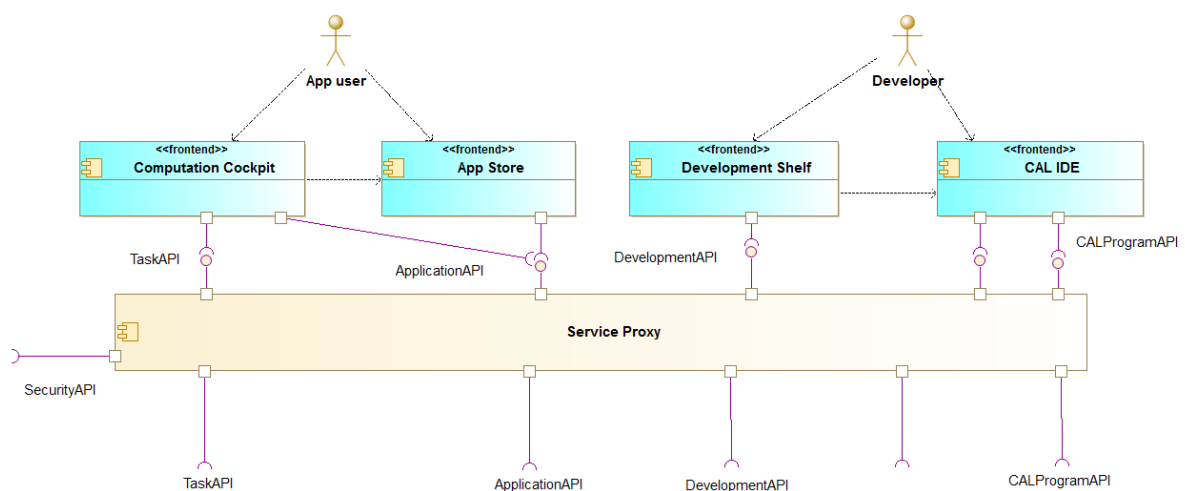 App user
Developer
<<frontend>>
Computation Cockpit
<<frontend>>
App Store
<<frontend>>
Development Shelf
<<frontend>>
CAL IDE
TaskAPI
ApplicationAPI
DevelopmentAPI
CALProgramAPI
Service Proxy
SecurityAPI
TaskAPI
ApplicationAPI
DevelopmentAPI
CALProgramAPI